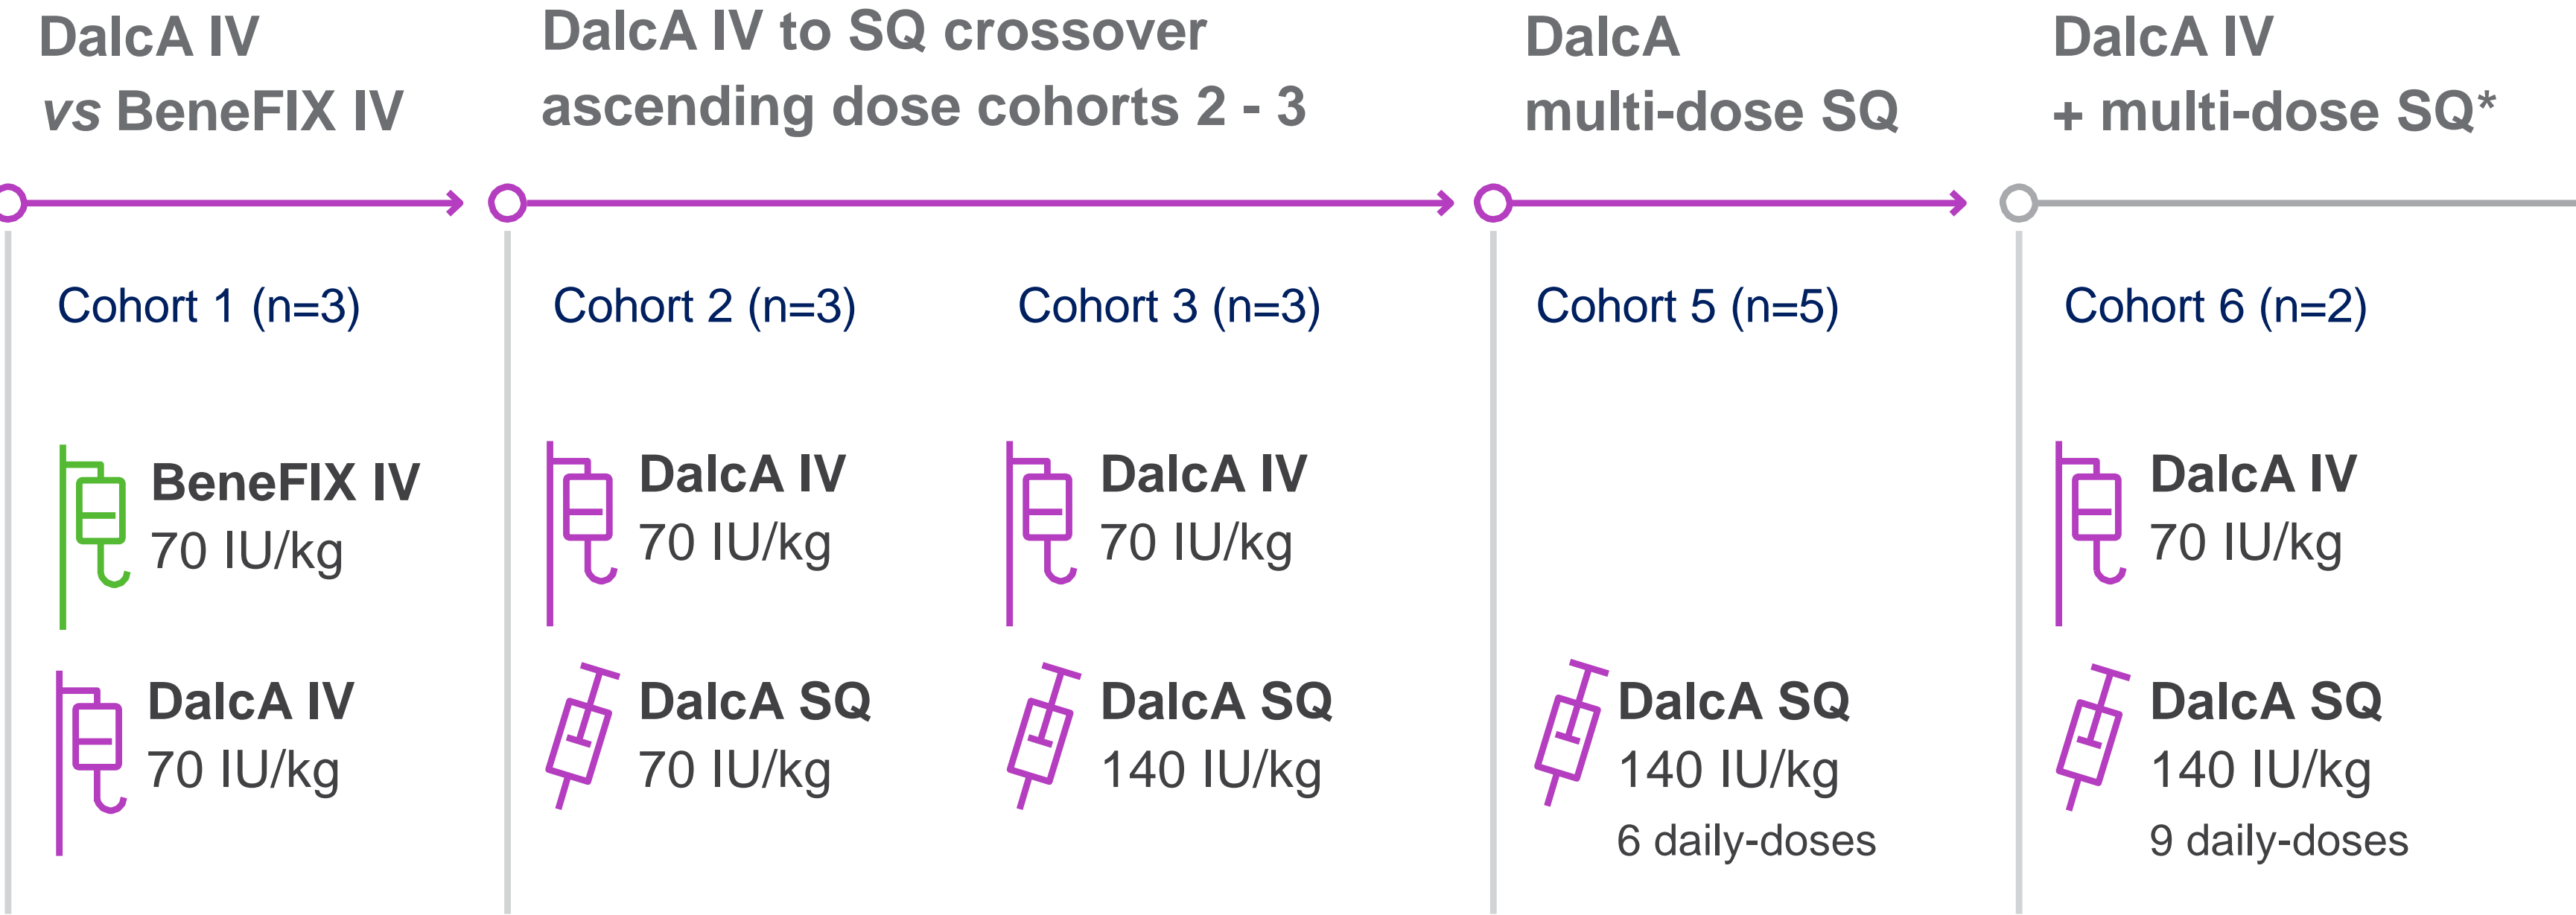 DalcA IV
vs BeneFIX IV
DalcA IV to SQ crossover
ascending dose cohorts 2 - 3
DalcA
multi-dose SQ
DalcA IV
+ multi-dose SQ*
Cohort 1 (n=3)
BeneFIX IV
70 IU/kg
DalcA IV
70 IU/kg
Cohort 2 (n=3)
DalcA IV
70 IU/kg
DalcA SQ
70 IU/kg
Cohort 3 (n=3)
DalcA IV
70 IU/kg
DalcA SQ
140 IU/kg
Cohort 5 (n=5)
DalcA SQ
140 IU/kg
6 daily-doses
Cohort 6 (n=2)
DalcA IV
70 IU/kg
DalcA SQ
140 IU/kg
9 daily-doses